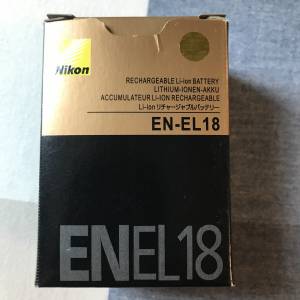 Nikon
RECHARGEABLE Li-ion BATTERY
LITHIUM-IONEN-AKKU
ACCUMULATEUR LI-ION RECHARGEABLE
Li-ion リチャージャブルバッテリー
EN-EL18
ENEL18